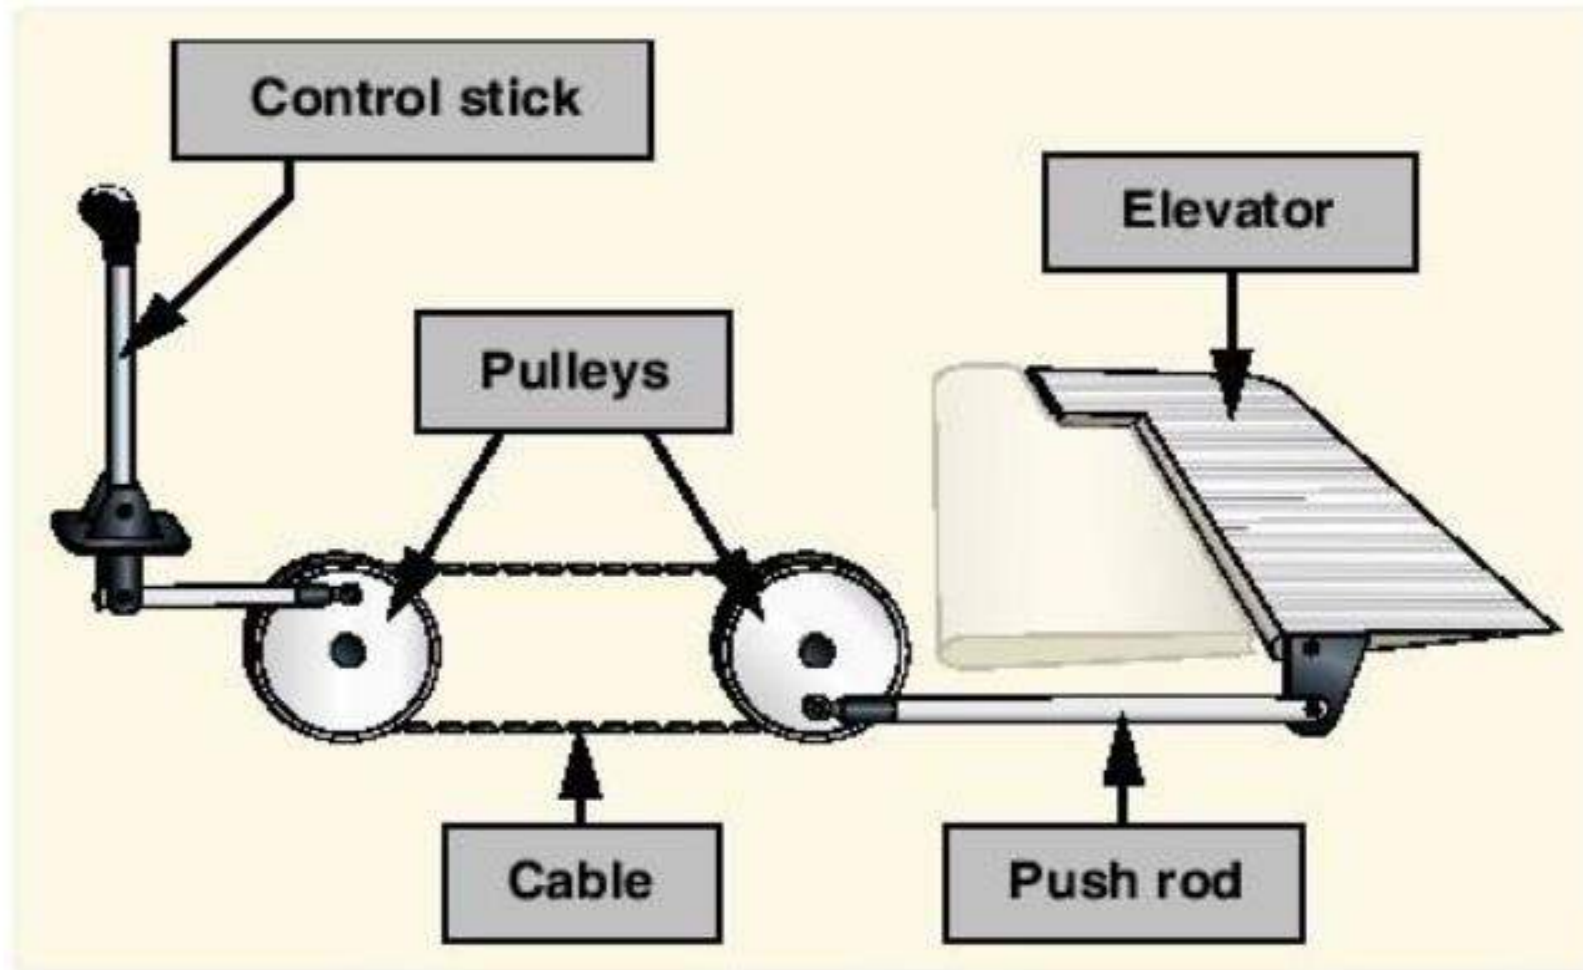 Control stick
Elevator
Pulleys
Cable
Push rod